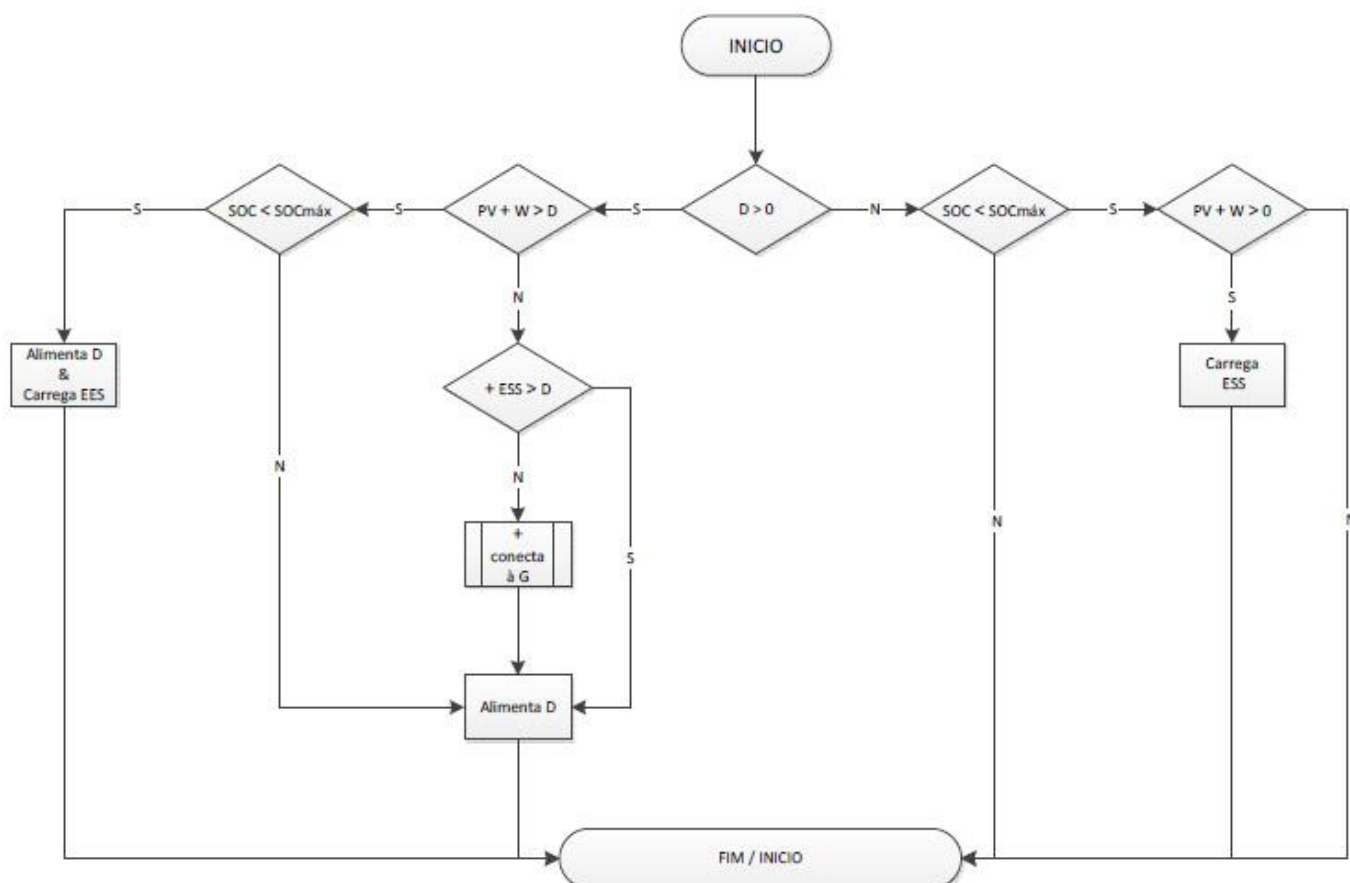 INICIO
SOC < SOCmáx
S
PV + W > D
S
D > 0
S
N
SOC < SOCmáx
S
PV + W > 0
S
N
S
Alimenta D
&
Carrega EES
+ ESS > D
Carrega
ESS
N
N
+
conecta
à G
S
N
N
Alimenta D
FIM / INICIO